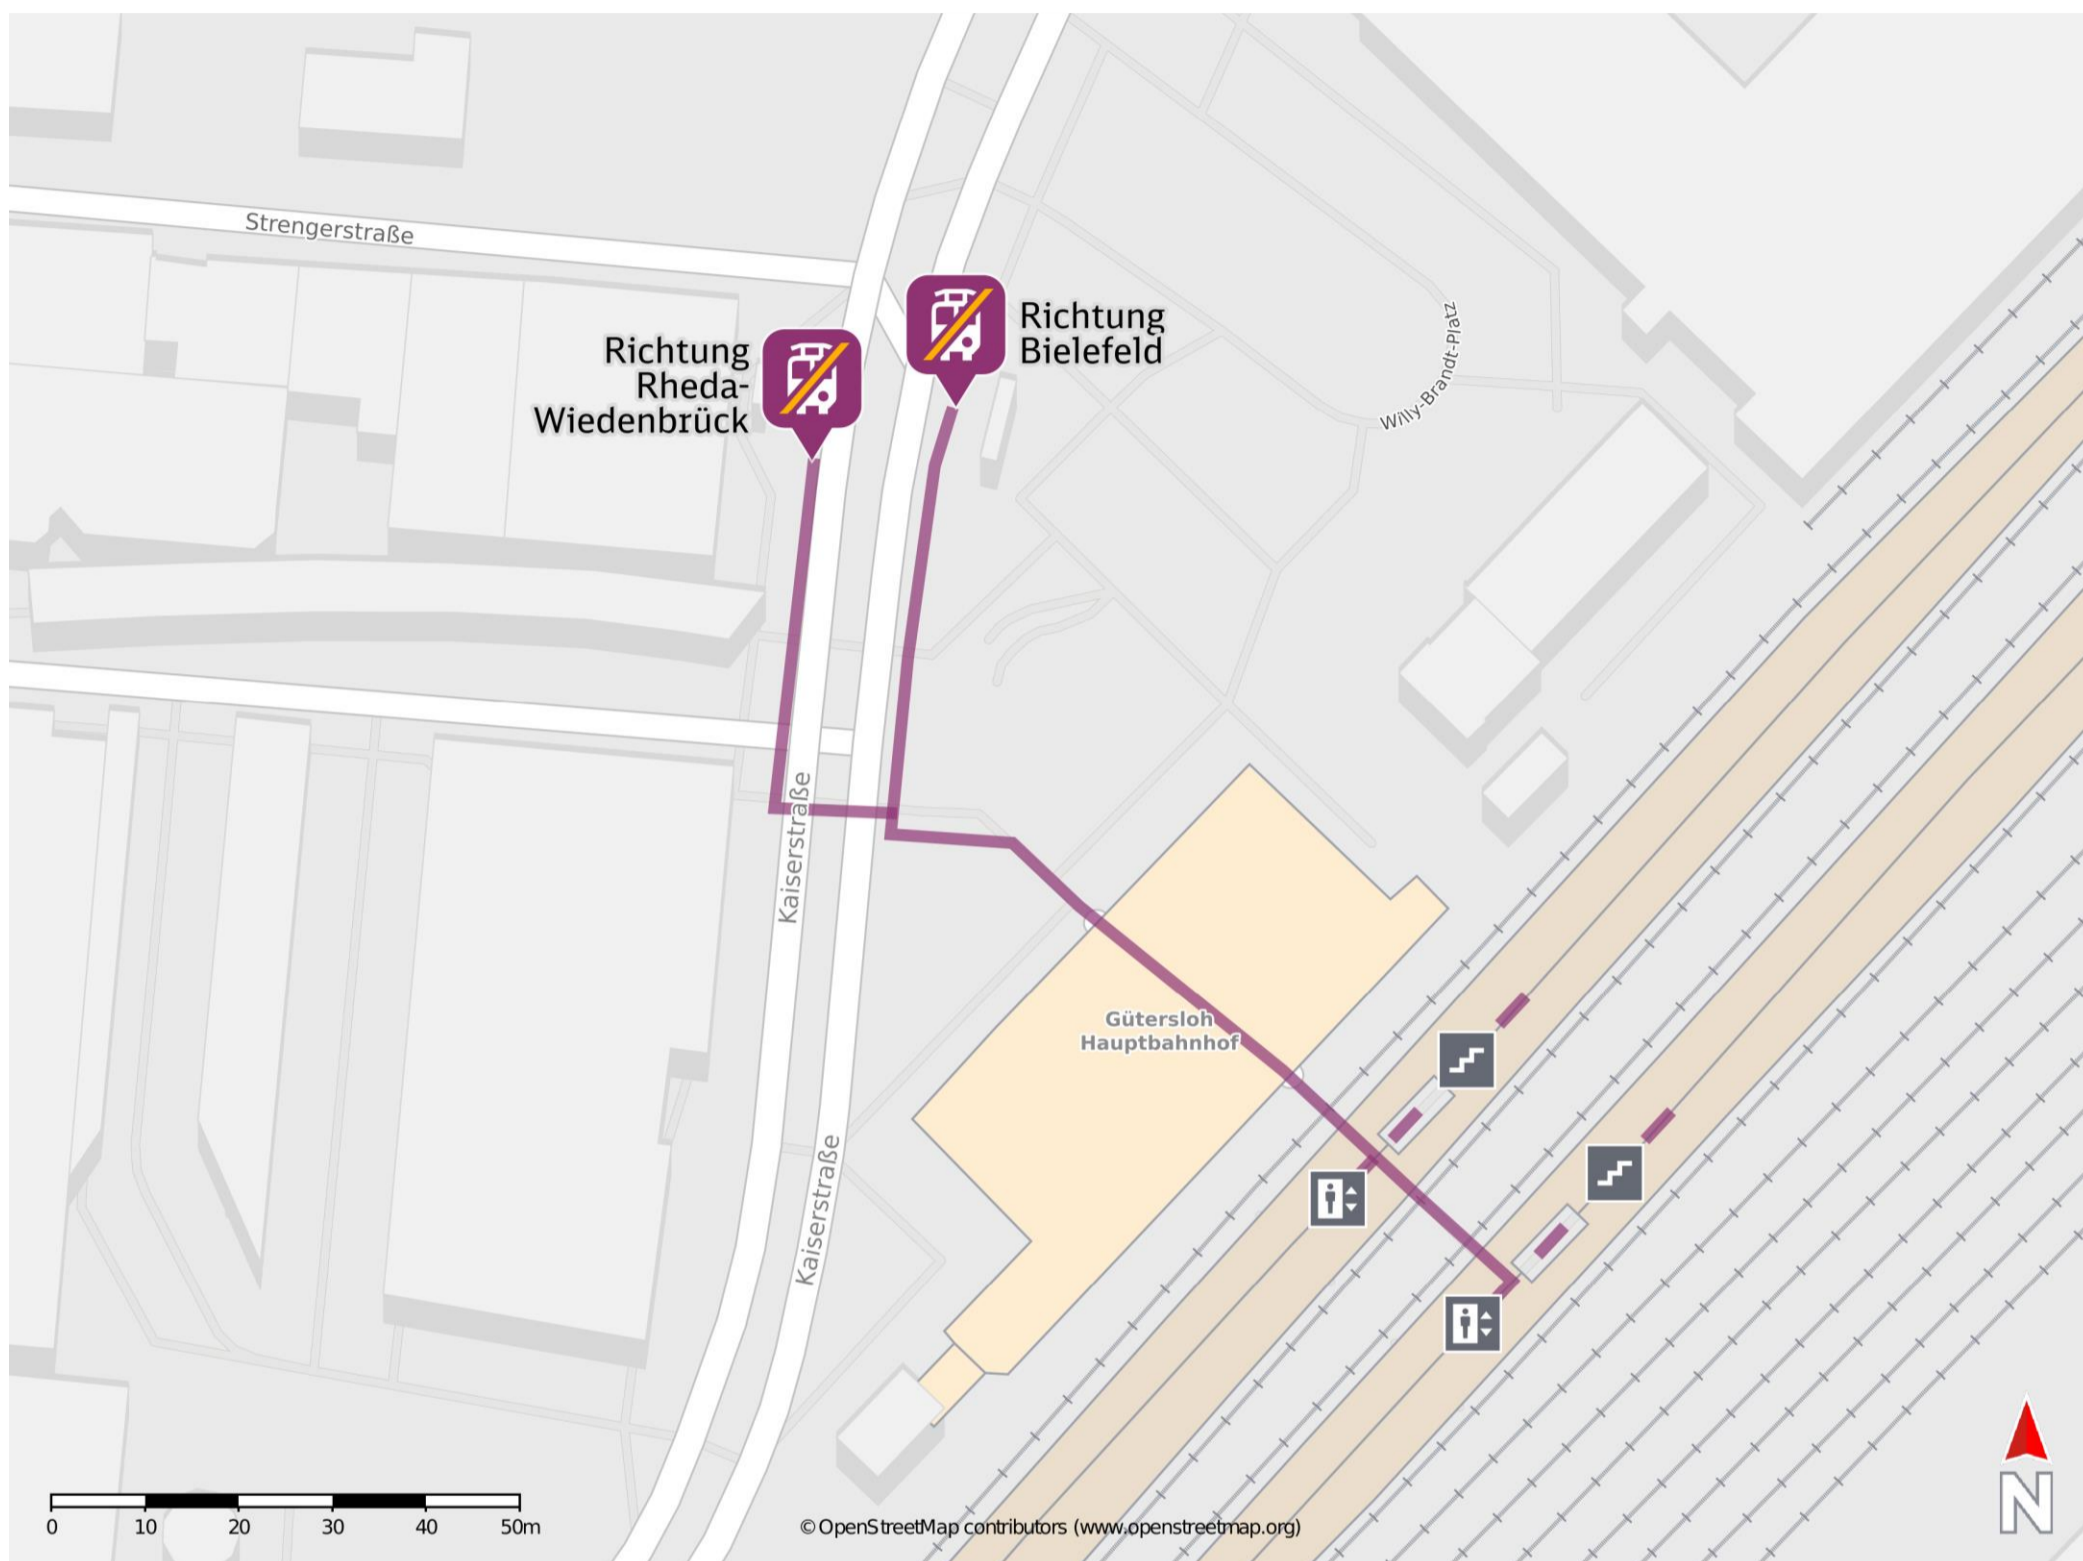 Strengerstraße
Richtung
Bielefeld
Richtung
Rheda-
Wiedenbrück
Willy-Brandt-Platz
Kaiserstraße
Gütersloh
Hauptbahnhof
Kaiserstraße
0 10 20 30 40 50m
© OpenStreetMap contributors (www.openstreetmap.org)
N